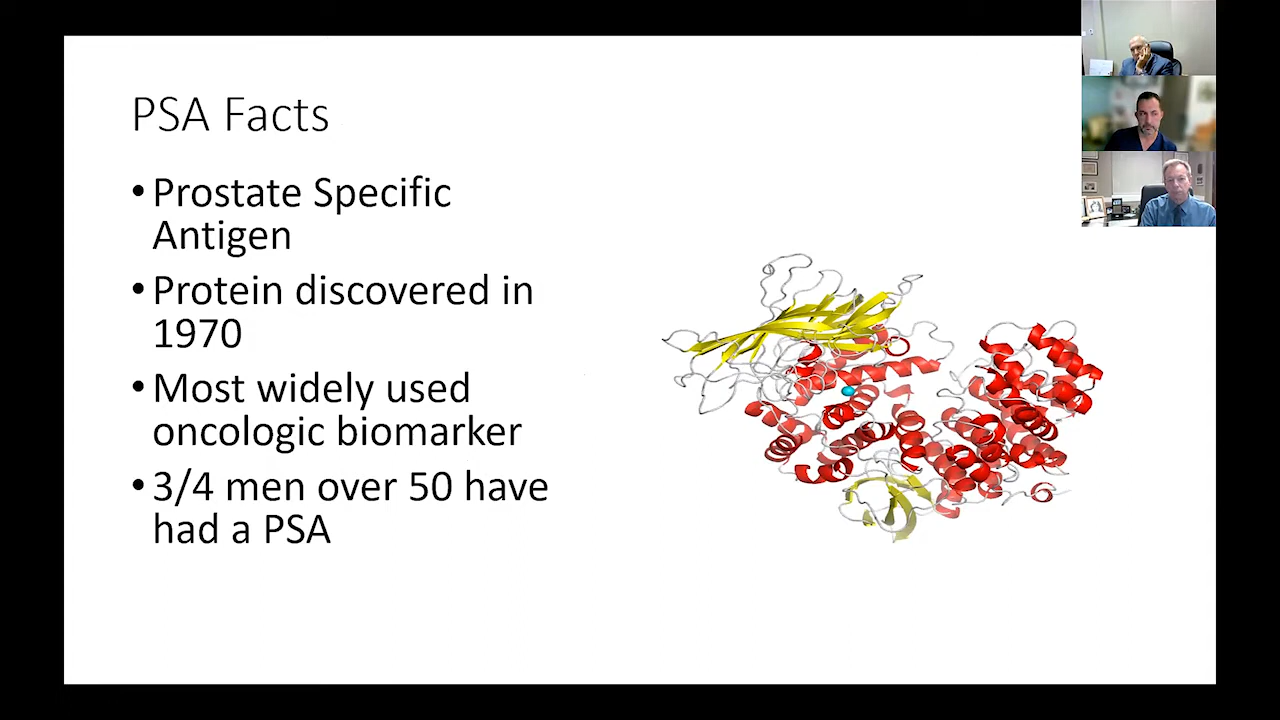 PSA Facts
• Prostate Specific
Antigen
• Protein discovered in
1970
• Most widely used
oncologic biomarker
• 3/4 men over 50 have
had a PSA